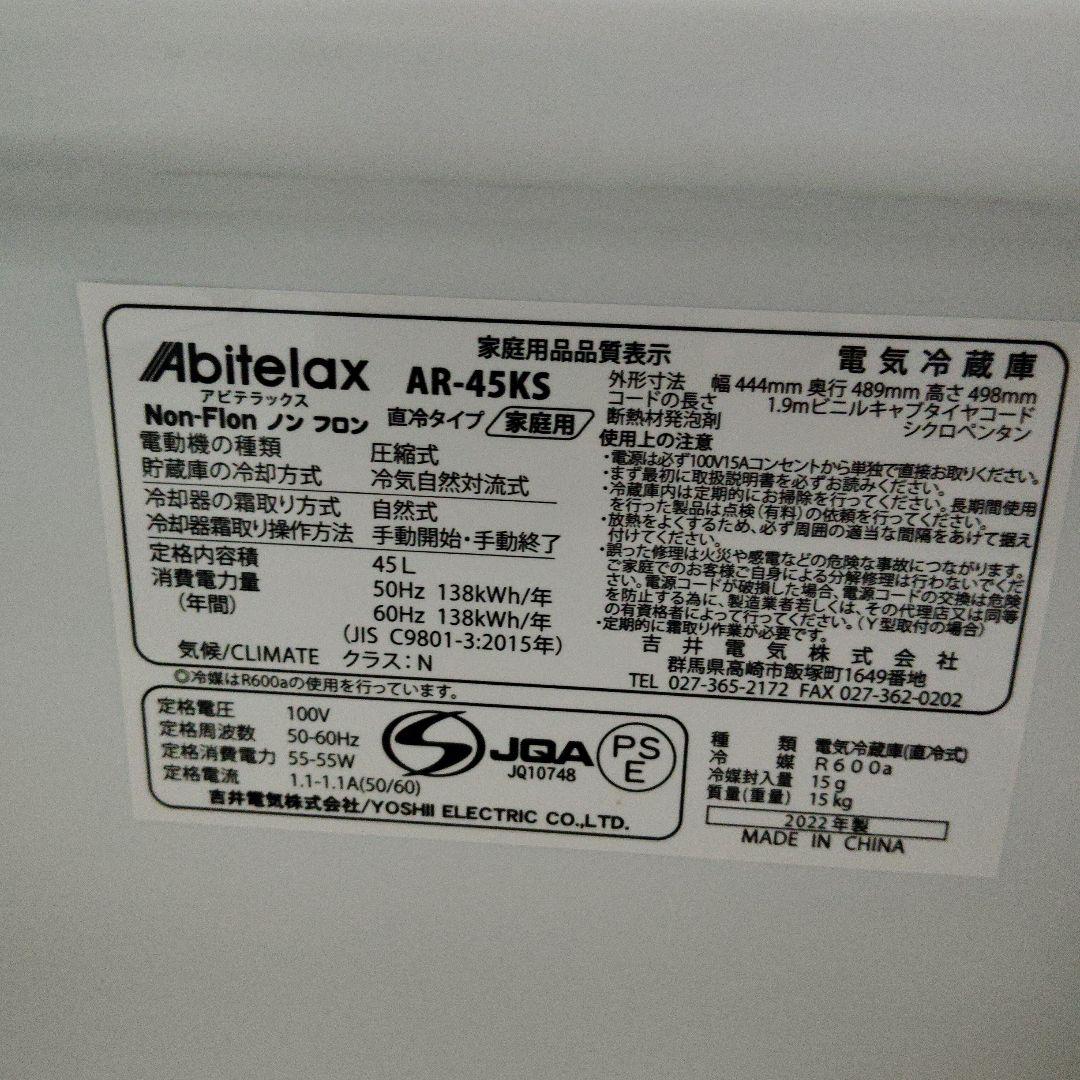 家庭用品品質表示
電気冷蔵庫
Abitelax
アビテラックス
AR-45KS
Non-Flon ノン フロン
直冷タイプ
家庭用
電動機の種類 圧縮式
貯蔵庫の冷却方式 冷気自然対流式
冷却器の霜取り方式 自然式
冷却器霜取り操作方法 手動開始・手動終了
定格内容積 45L
消費電力量 50Hz 138kWh/年
(年間) 60Hz 138kWh/年
(JIS C9801-3:2015年)
気候/CLIMATE クラス:N
◎冷媒はR600aの使用を行っています。
外形寸法 幅 444mm 奥行 489mm 高さ 498mm
コードの長さ 1.9mビニルキャブタイヤコード
断熱材発泡剤 シクロペンタン
使用上の注意
・電源は必ず100V15Aコンセントから単独で直接お取りください。
・まず最初に取扱説明書を必ずお読みください。
・冷蔵庫内は定期的にお掃除を行ってください。長期間使用
を行った製品は点検(有料)の依頼を行ってください。
・放熱をよくするため、必ず周囲の適当な間隔をあけて据え
付けてください。
・誤った修理は火災や感電などの危険な事故につながります。
ご家庭でのお客様ご自身による分解修理は行わないでくだ
さい。電源コードが破損した場合、電源コードの交換は危険
を防止する為に、製造業者若しくは、その代理店又は同等
の有資格者によって行ってください。(Y型取付の場合)
・定期的に霜取り作業が必要です。
吉井電気株式会社
群馬県高崎市飯塚町1649番地
TEL 027-365-2172 FAX 027-362-0202
定格電圧 100V
定格周波数 50-60Hz
定格消費電力 55-55W
定格電流 1.1-1.1A(50/60)
JQA
JQ10748
PS
E
吉井電気株式会社/YOSHII ELECTRIC CO.,LTD.
種類 電気冷蔵庫(直冷式)
冷媒 R600a
冷媒封入量 15g
質量(重量) 15kg
2022年製
MADE IN CHINA